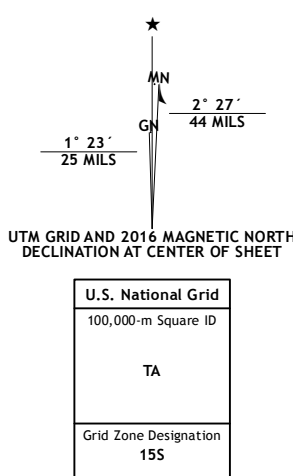 ★
MN
GN
2° 27´
44 MILS
1° 23´
25 MILS
UTM GRID AND 2016 MAGNETIC NORTH
DECLINATION AT CENTER OF SHEET
U.S. National Grid
100,000-m Square ID
TA
Grid Zone Designation
15S